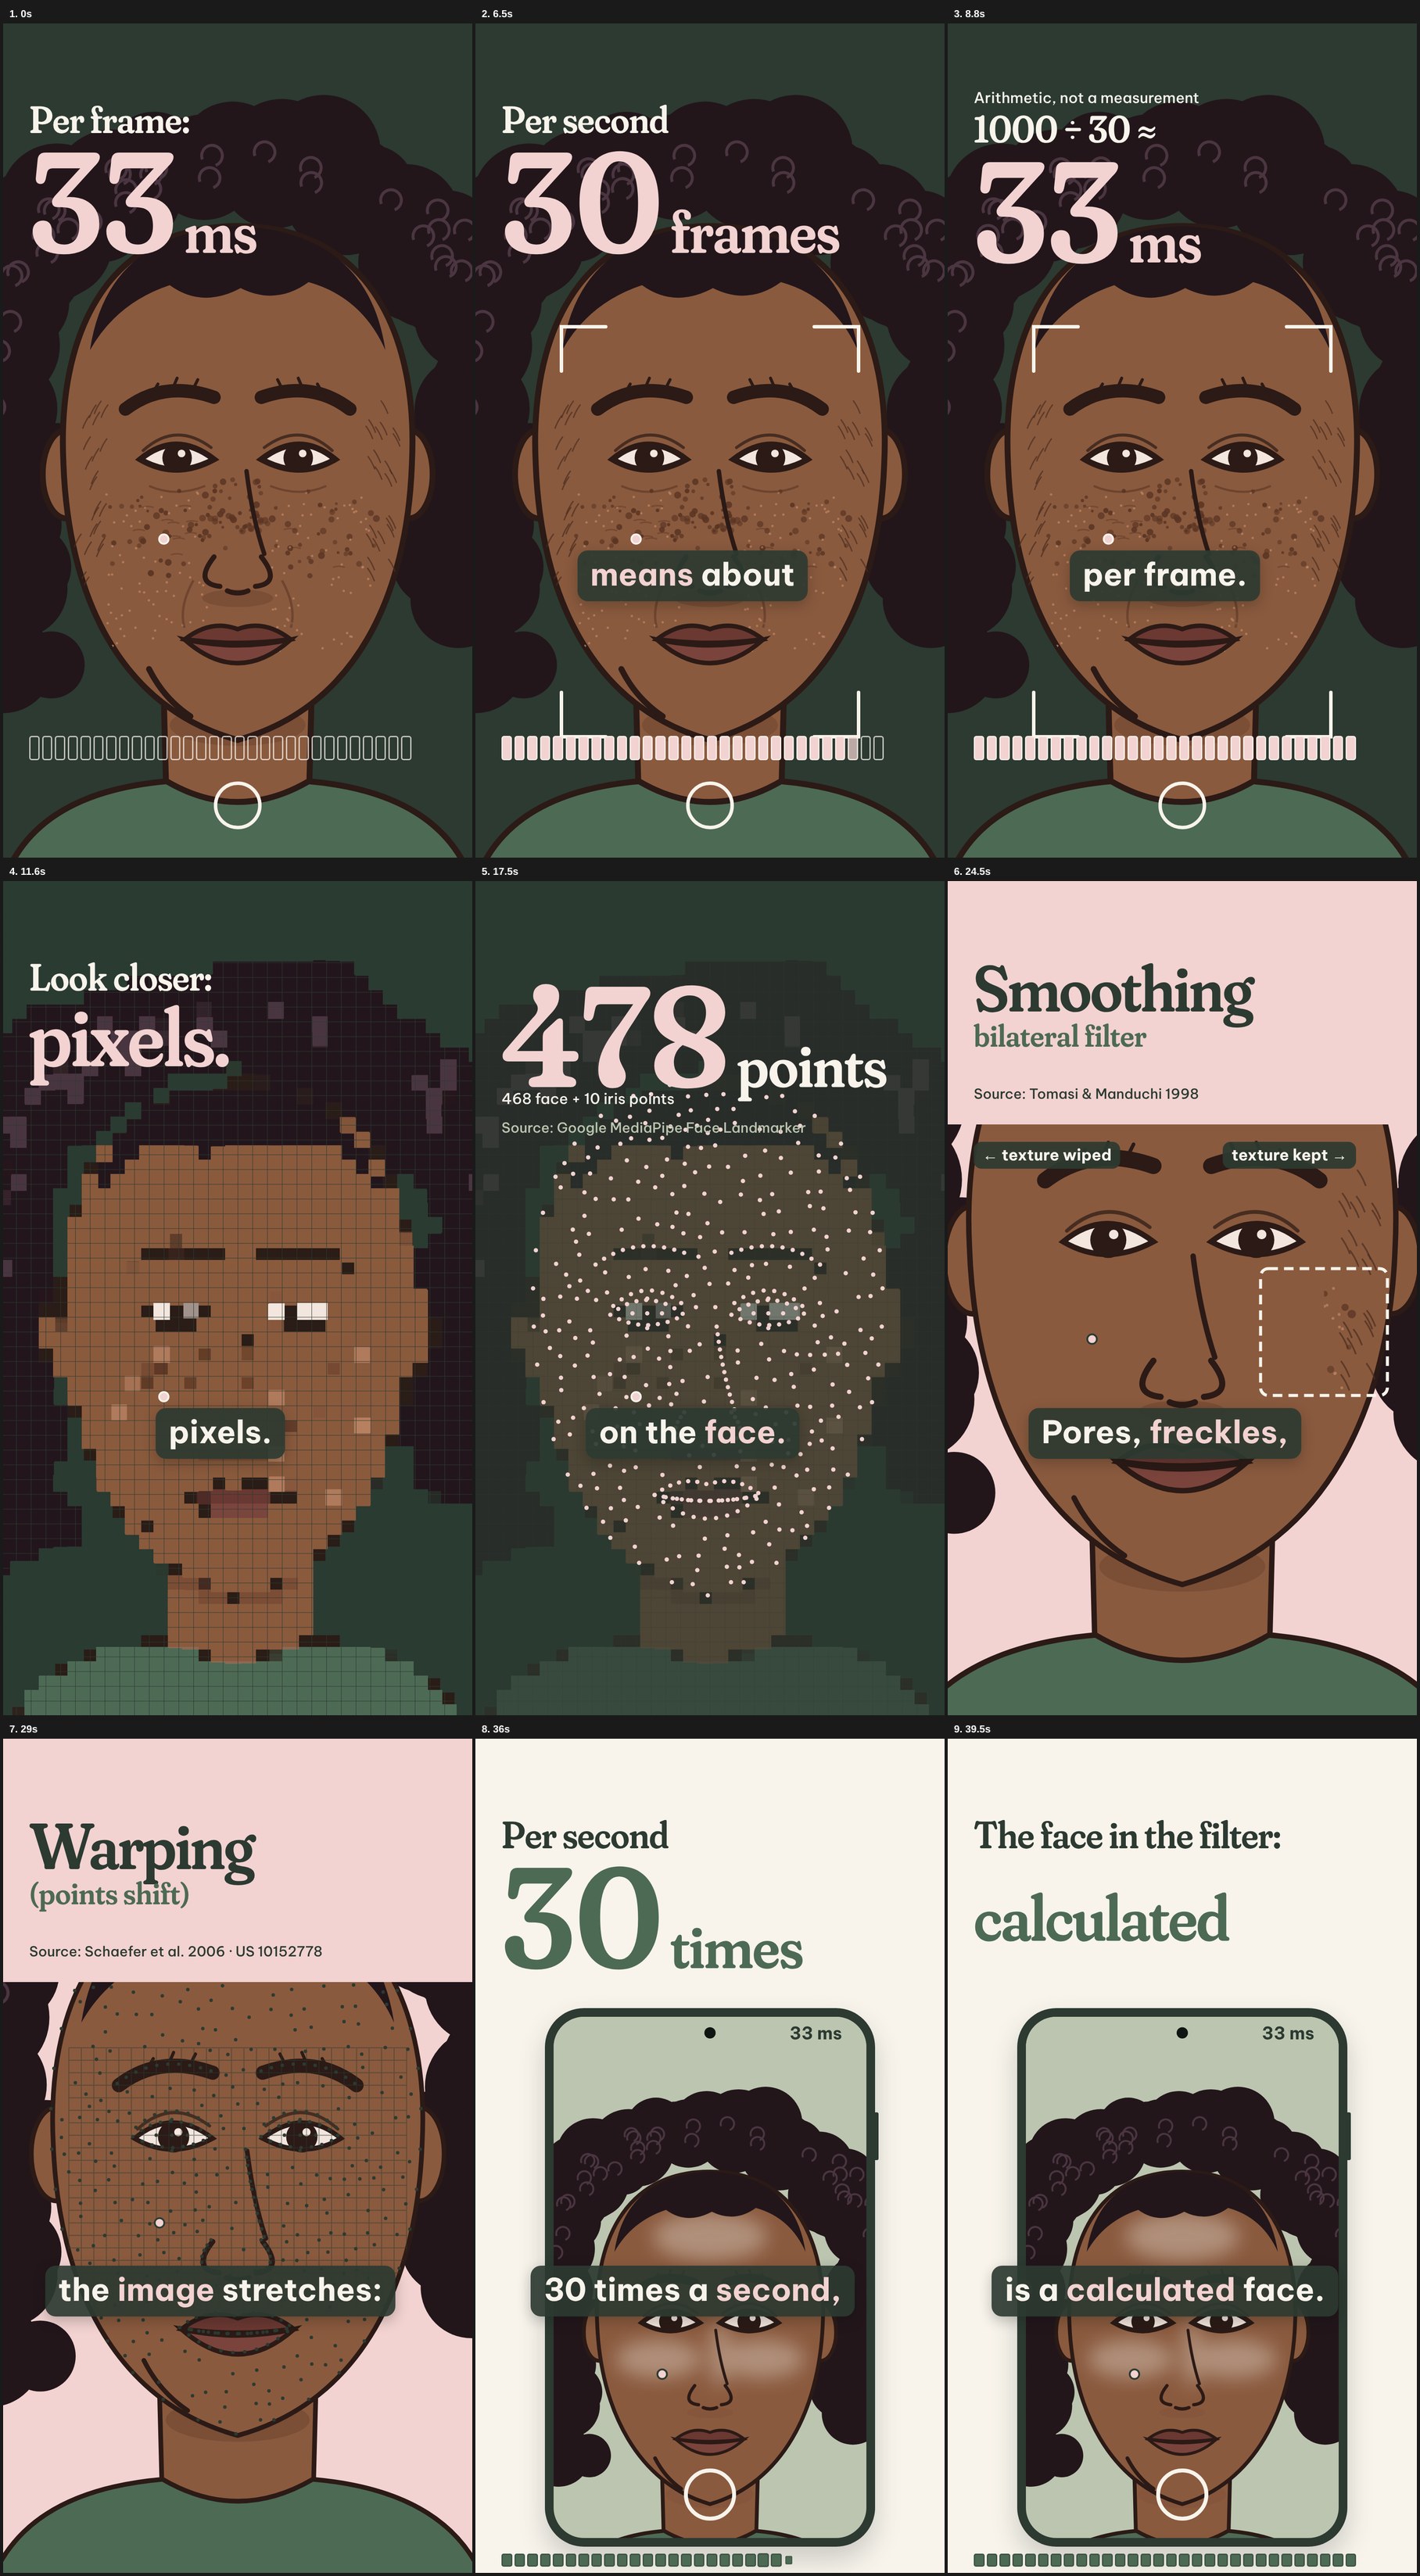 1. 0s
Per frame:
33 ms
2. 6.5s
Per second
30 frames
means about
3. 8.8s
Arithmetic, not a measurement
1000 ÷ 30 ≈
33 ms
per frame.
4. 11.6s
Look closer:
pixels.
pixels.
5. 17.5s
478 points
468 face + 10 iris points
Source: Google MediaPipe Face Landmarker
on the face.
6. 24.5s
Smoothing
bilateral filter
Source: Tomasi & Manduchi 1998
← texture wiped
texture kept →
Pores, freckles,
7. 29s
Warping
(points shift)
Source: Schaefer et al. 2006 · US 10152778
the image stretches:
8. 36s
Per second
30 times
33 ms
30 times a second,
9. 39.5s
The face in the filter:
calculated
33 ms
is a calculated face.